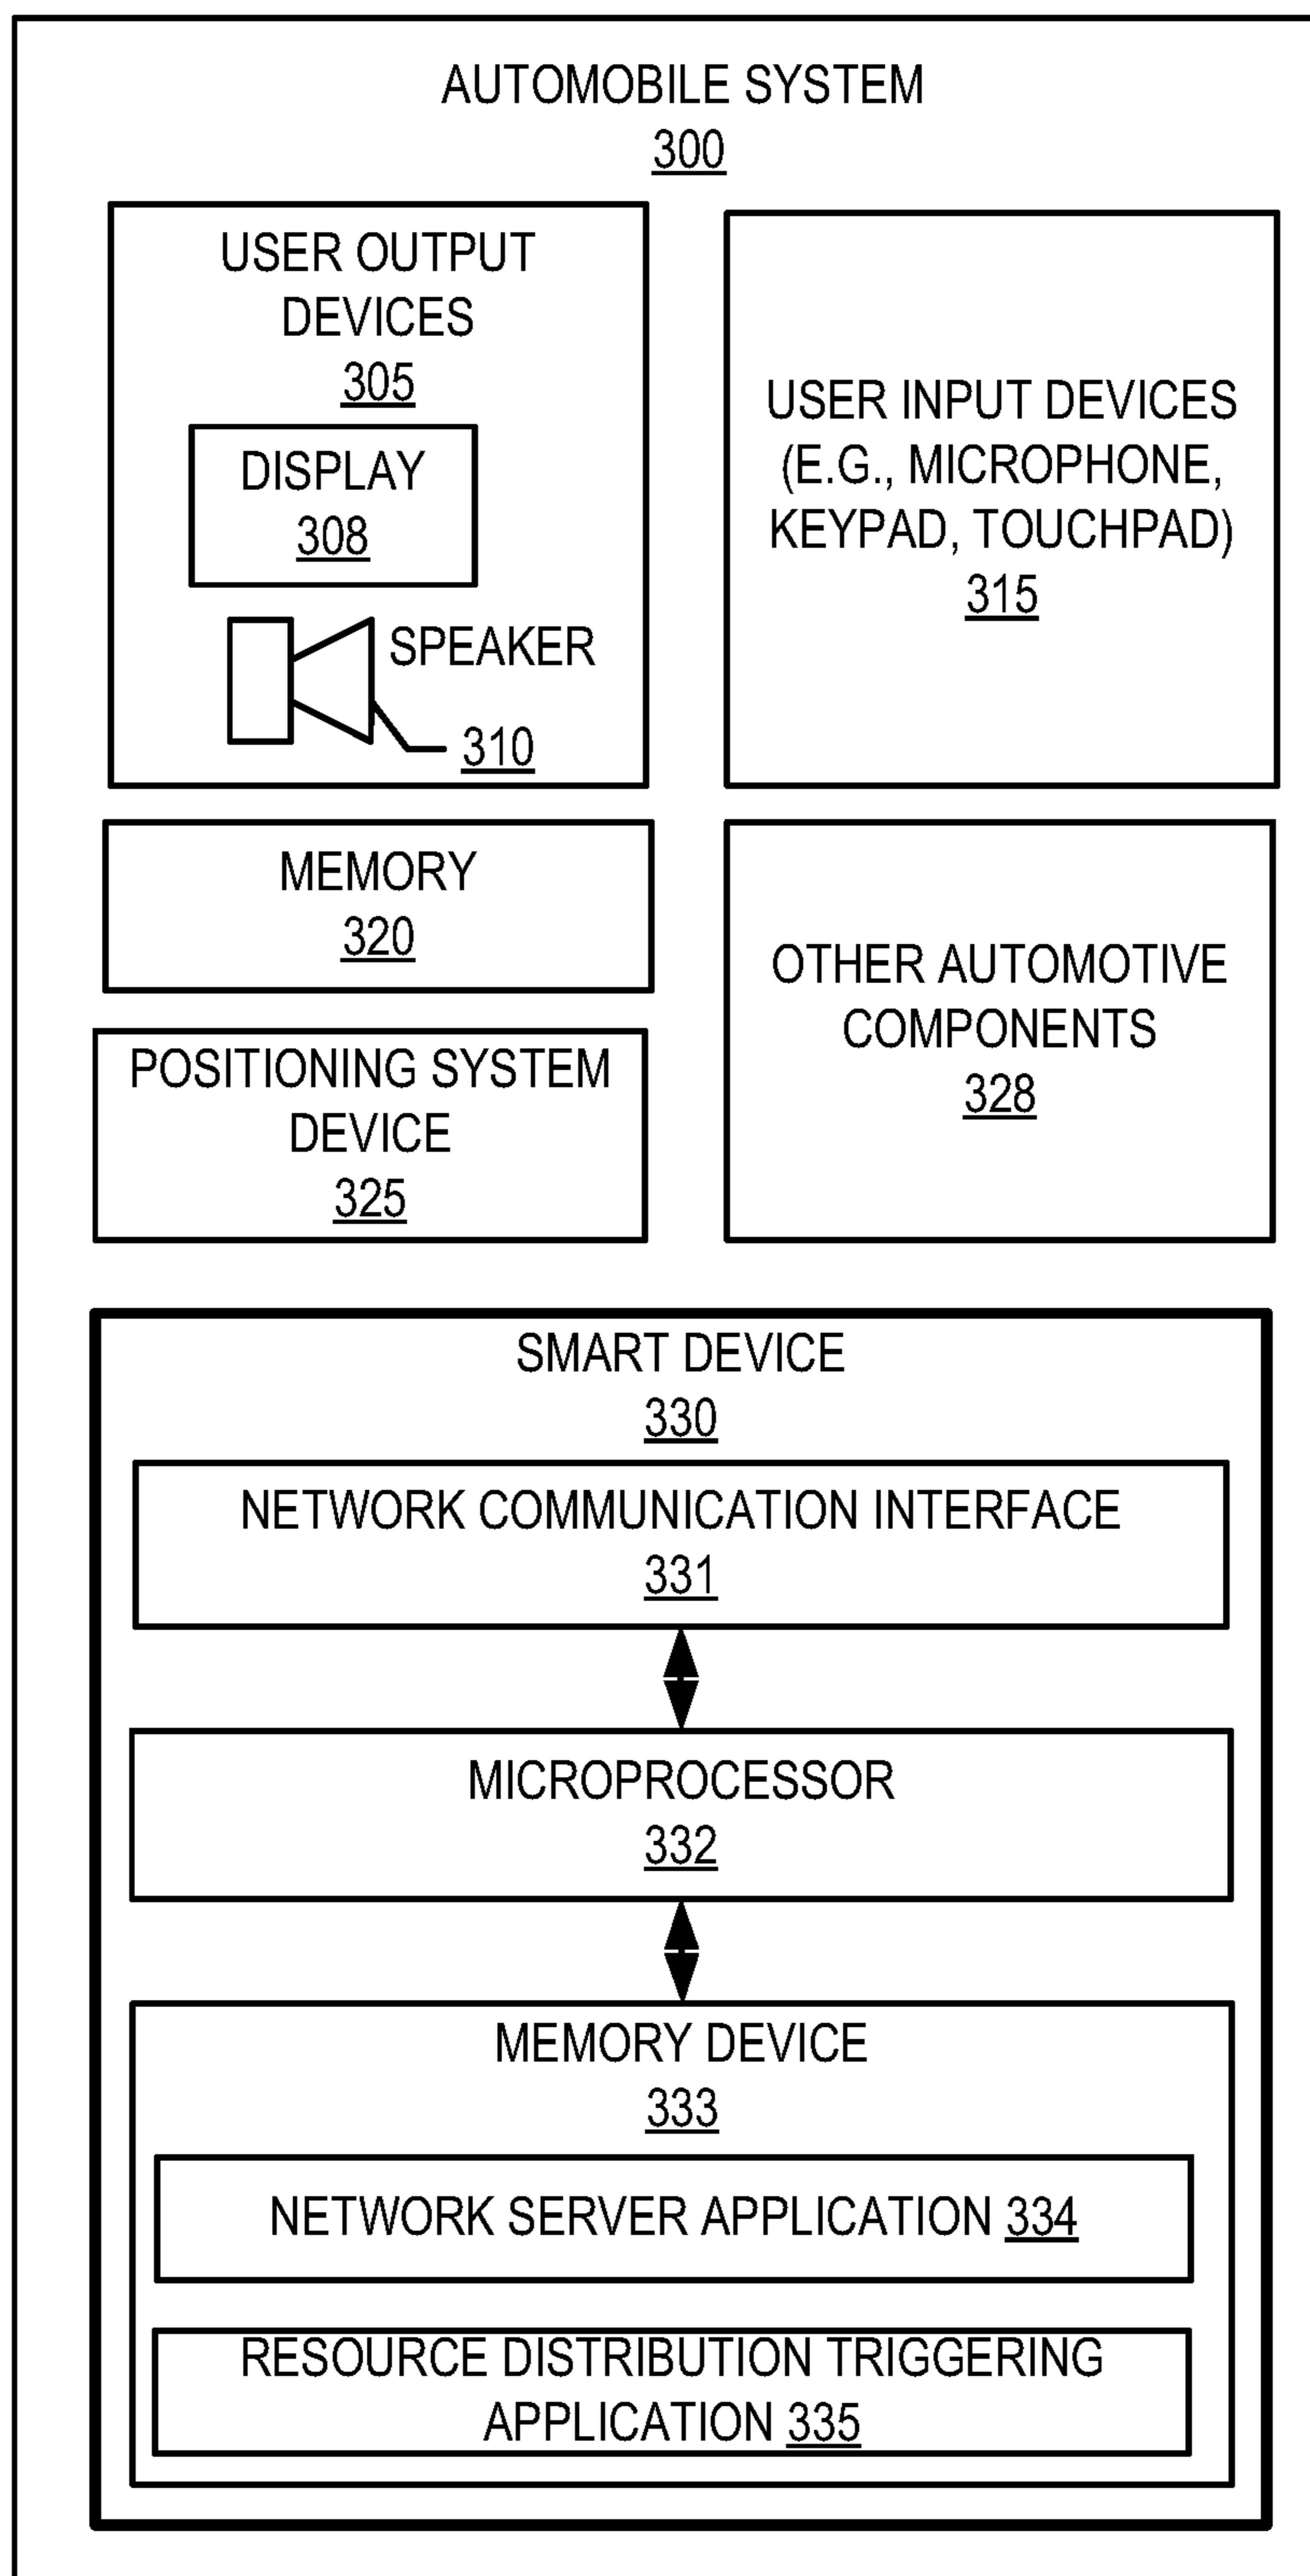 AUTOMOBILE SYSTEM
300
USER OUTPUT
DEVICES
305
DISPLAY
308
SPEAKER
310
USER INPUT DEVICES
(E.G., MICROPHONE,
KEYPAD, TOUCHPAD)
315
MEMORY
320
OTHER AUTOMOTIVE
COMPONENTS
328
POSITIONING SYSTEM
DEVICE
325
SMART DEVICE
330
NETWORK COMMUNICATION INTERFACE
331
MICROPROCESSOR
332
MEMORY DEVICE
333
NETWORK SERVER APPLICATION 334
RESOURCE DISTRIBUTION TRIGGERING
APPLICATION 335